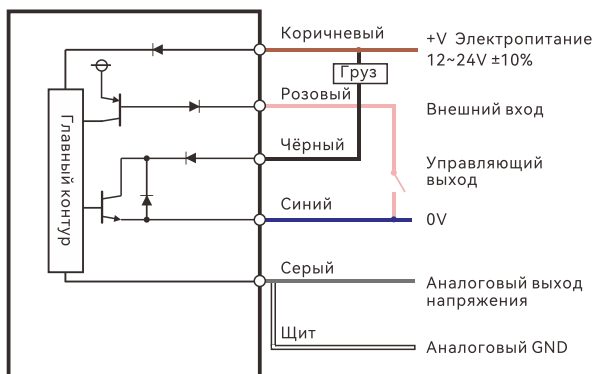 Коричневый
+V Электропитание
12~24V ±10%
Груз
Розовый
Внешний вход
Главный контур
Чёрный
Управляющий
выход
Синий
0V
Серый
Аналоговый выход
напряжения
Щит
Аналоговый GND